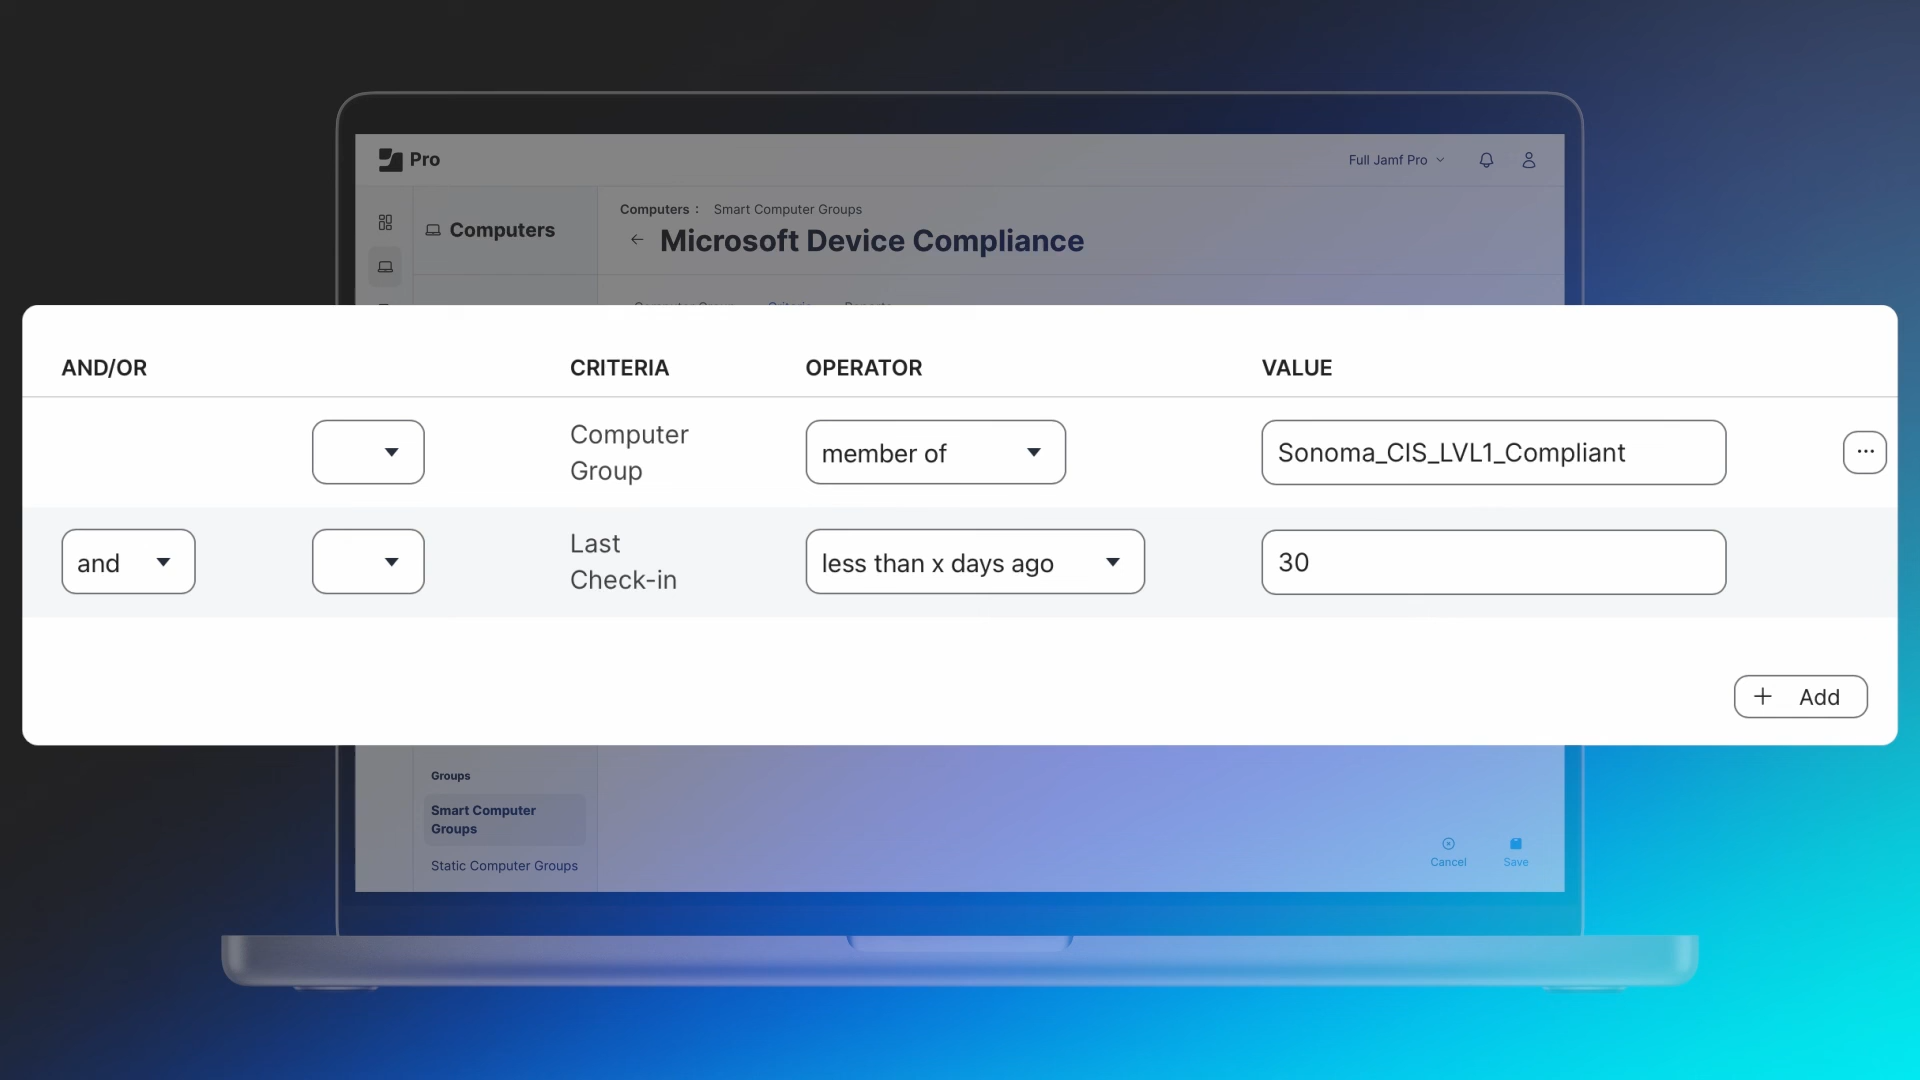 Pro
Full Jamf Pro
Computers
Computers : Smart Computer Groups
Microsoft Device Compliance
AND/OR CRITERIA OPERATOR VALUE
Computer
Group
member of
Sonoma_CIS_LVL1_Compliant
...
and
Last
Check-in
less than x days ago
30
+ Add
Groups
Smart Computer
Groups
Static Computer Groups
Cancel
Save